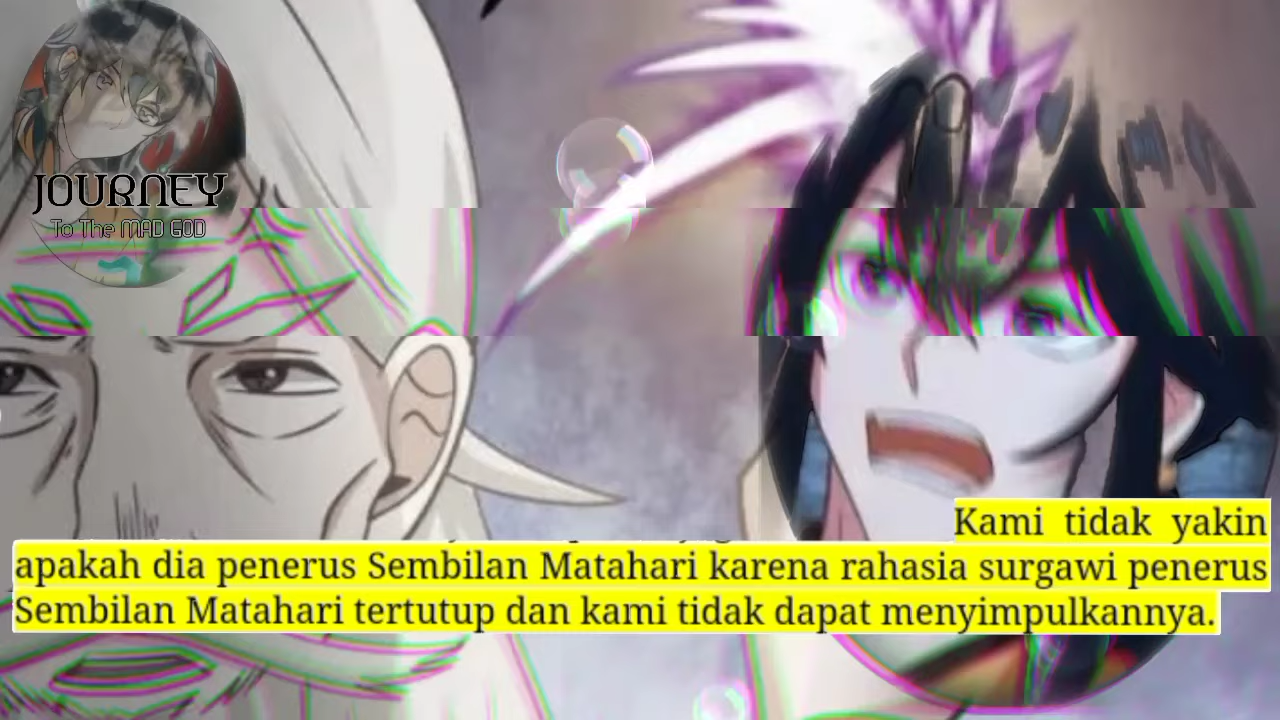 JOURNEY
To The MAD GOD
Kami tidak yakin
apakah dia penerus Sembilan Matahari karena rahasia surgawi penerus
Sembilan Matahari tertutup dan kami tidak dapat menyimpulkannya.